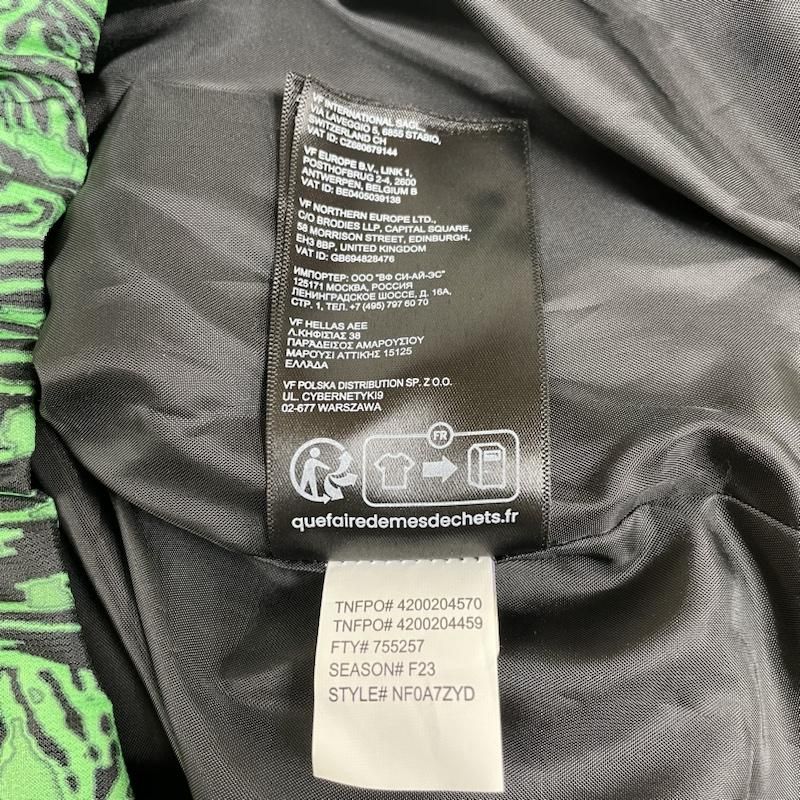 VF INTERNATIONAL SAGL,
VIA LAVEGGIO 5, 6855 STABIO,
SWITZERLAND CH
VAT ID: CZ680679144
VF EUROPE B.V., LINK 1,
POSTHOFBRUG 2-4, 2600
ANTWERPEN, BELGIUM B
VAT ID: BE0405039138
VF NORTHERN EUROPE LTD.,
C/O BRODIES LLP, CAPITAL SQUARE,
58 MORRISON STREET, EDINBURGH.
EH3 8BP, UNITED KINGDOM
VAT ID: GB694828476
ИМПОРТЕР: ООО "ВФ СИ-АЙ-ЭС"
125171 МОСКВА, РОССИЯ
ЛЕНИНГРАДСКОЕ ШОССЕ, Д. 16А,
СТР. 1, ТЕЛ. +7 (495) 797 60 70
VF HELLAS AEE
Λ.ΚΗΦΙΣΙΑΣ 38
ΠΑΡΑΔΕΙΣΟΣ ΑΜΑΡΟΥΣΙΟΥ
ΜΑΡΟΥΣΙ ΑΤΤΙΚΗΣ 15125
ΕΛΛΑΔΑ
VF POLSKA DISTRIBUTION SP. Z O.O.
UL. CYBERNETYKI9
02-677 WARSZAWA
FR
quefairedemesdechets.fr
TNFPO# 4200204570
TNFPO# 4200204459
FTY# 755257
SEASON# F23
STYLE# NF0A7ZYD